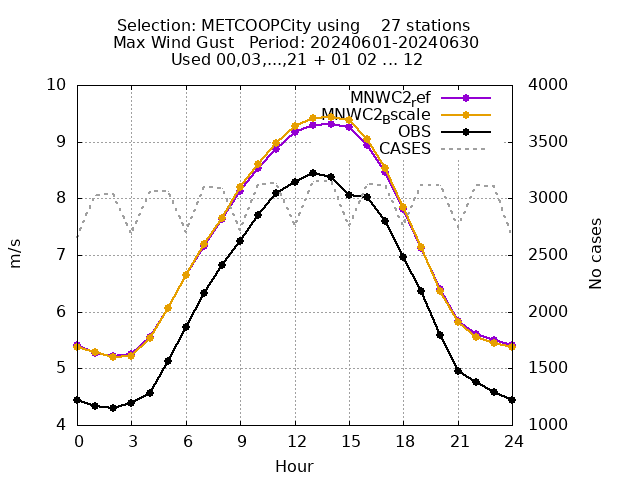 Selection: METCOOPCity using    27 stations
Max Wind Gust   Period: 20240601-20240630
Used 00,03,...,21 + 01 02 ... 12
MNWC2ref
MNWC2Bscale
OBS
CASES
10
9
8
7
6
5
4
m/s
4000
3500
3000
2500
2000
1500
1000
No cases
0 3 6 9 12 15 18 21 24
Hour